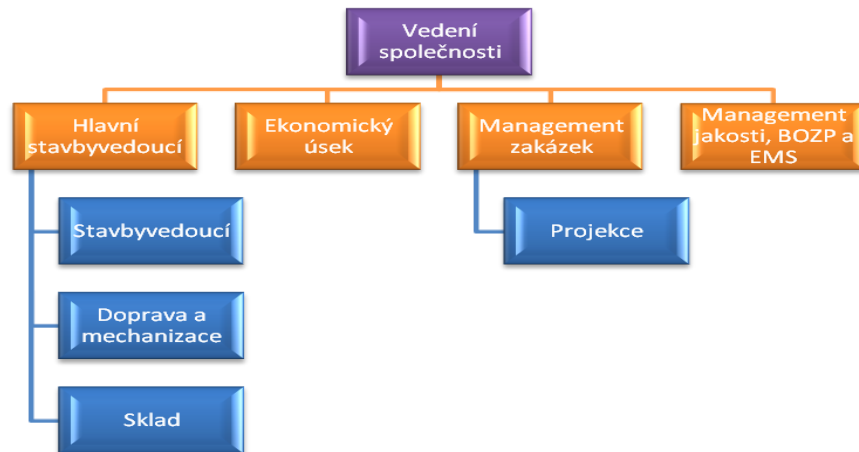 Vedení
společnosti
Hlavní
stavbyvedoucí
Ekonomický
úsek
Management
zakázek
Management
jakosti, BOZP a
EMS
Stavbyvedoucí
Projekce
Doprava a
mechanizace
Sklad